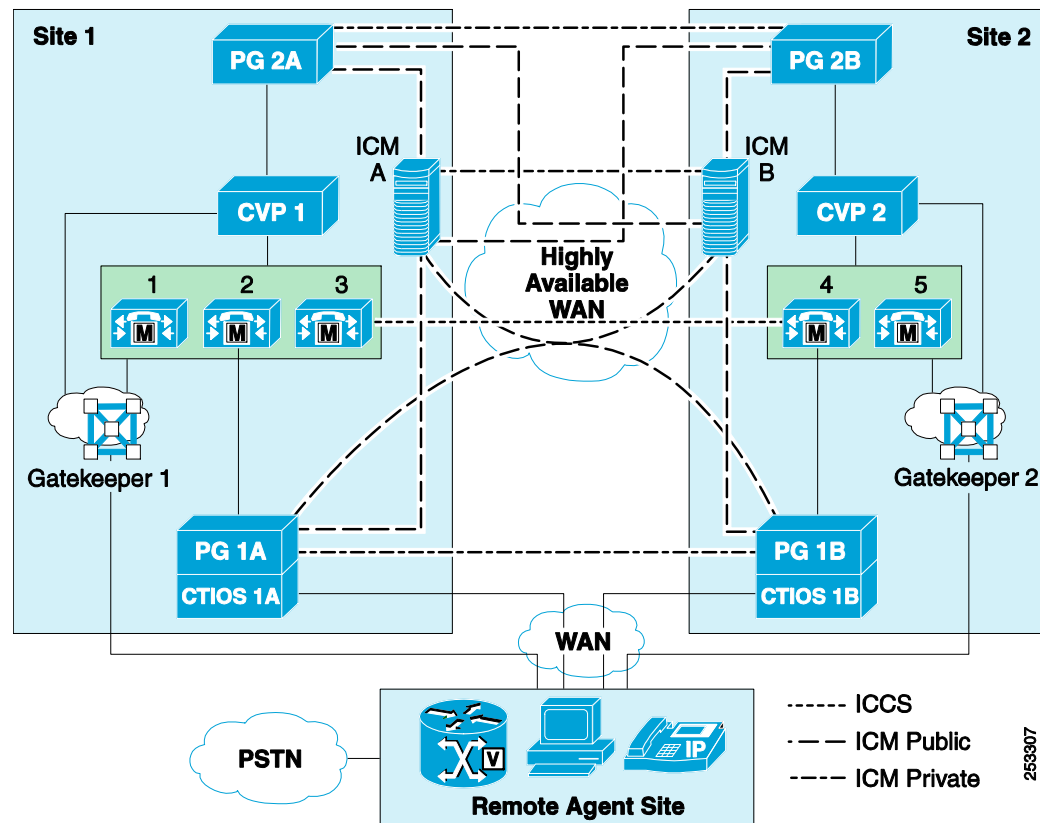 Site 1
Site 2
PG 2A
PG 2B
ICM
A
ICM
B
CVP 1
CVP 2
Highly
Available
WAN
1
2
3
4
5
M
M
M
M
M
Gatekeeper 1
Gatekeeper 2
PG 1A
CTIOS 1A
PG 1B
CTIOS 1B
WAN
PSTN
V
IP
Remote Agent Site
ICCS
ICM Public
ICM Private
253307